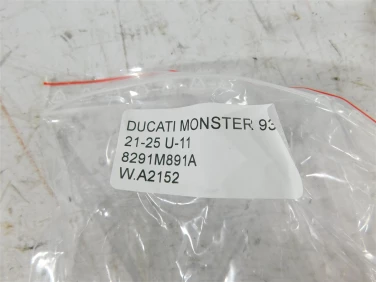 DUCATI MONSTER 93
21-25 U-11
8291M891A
W.A2152